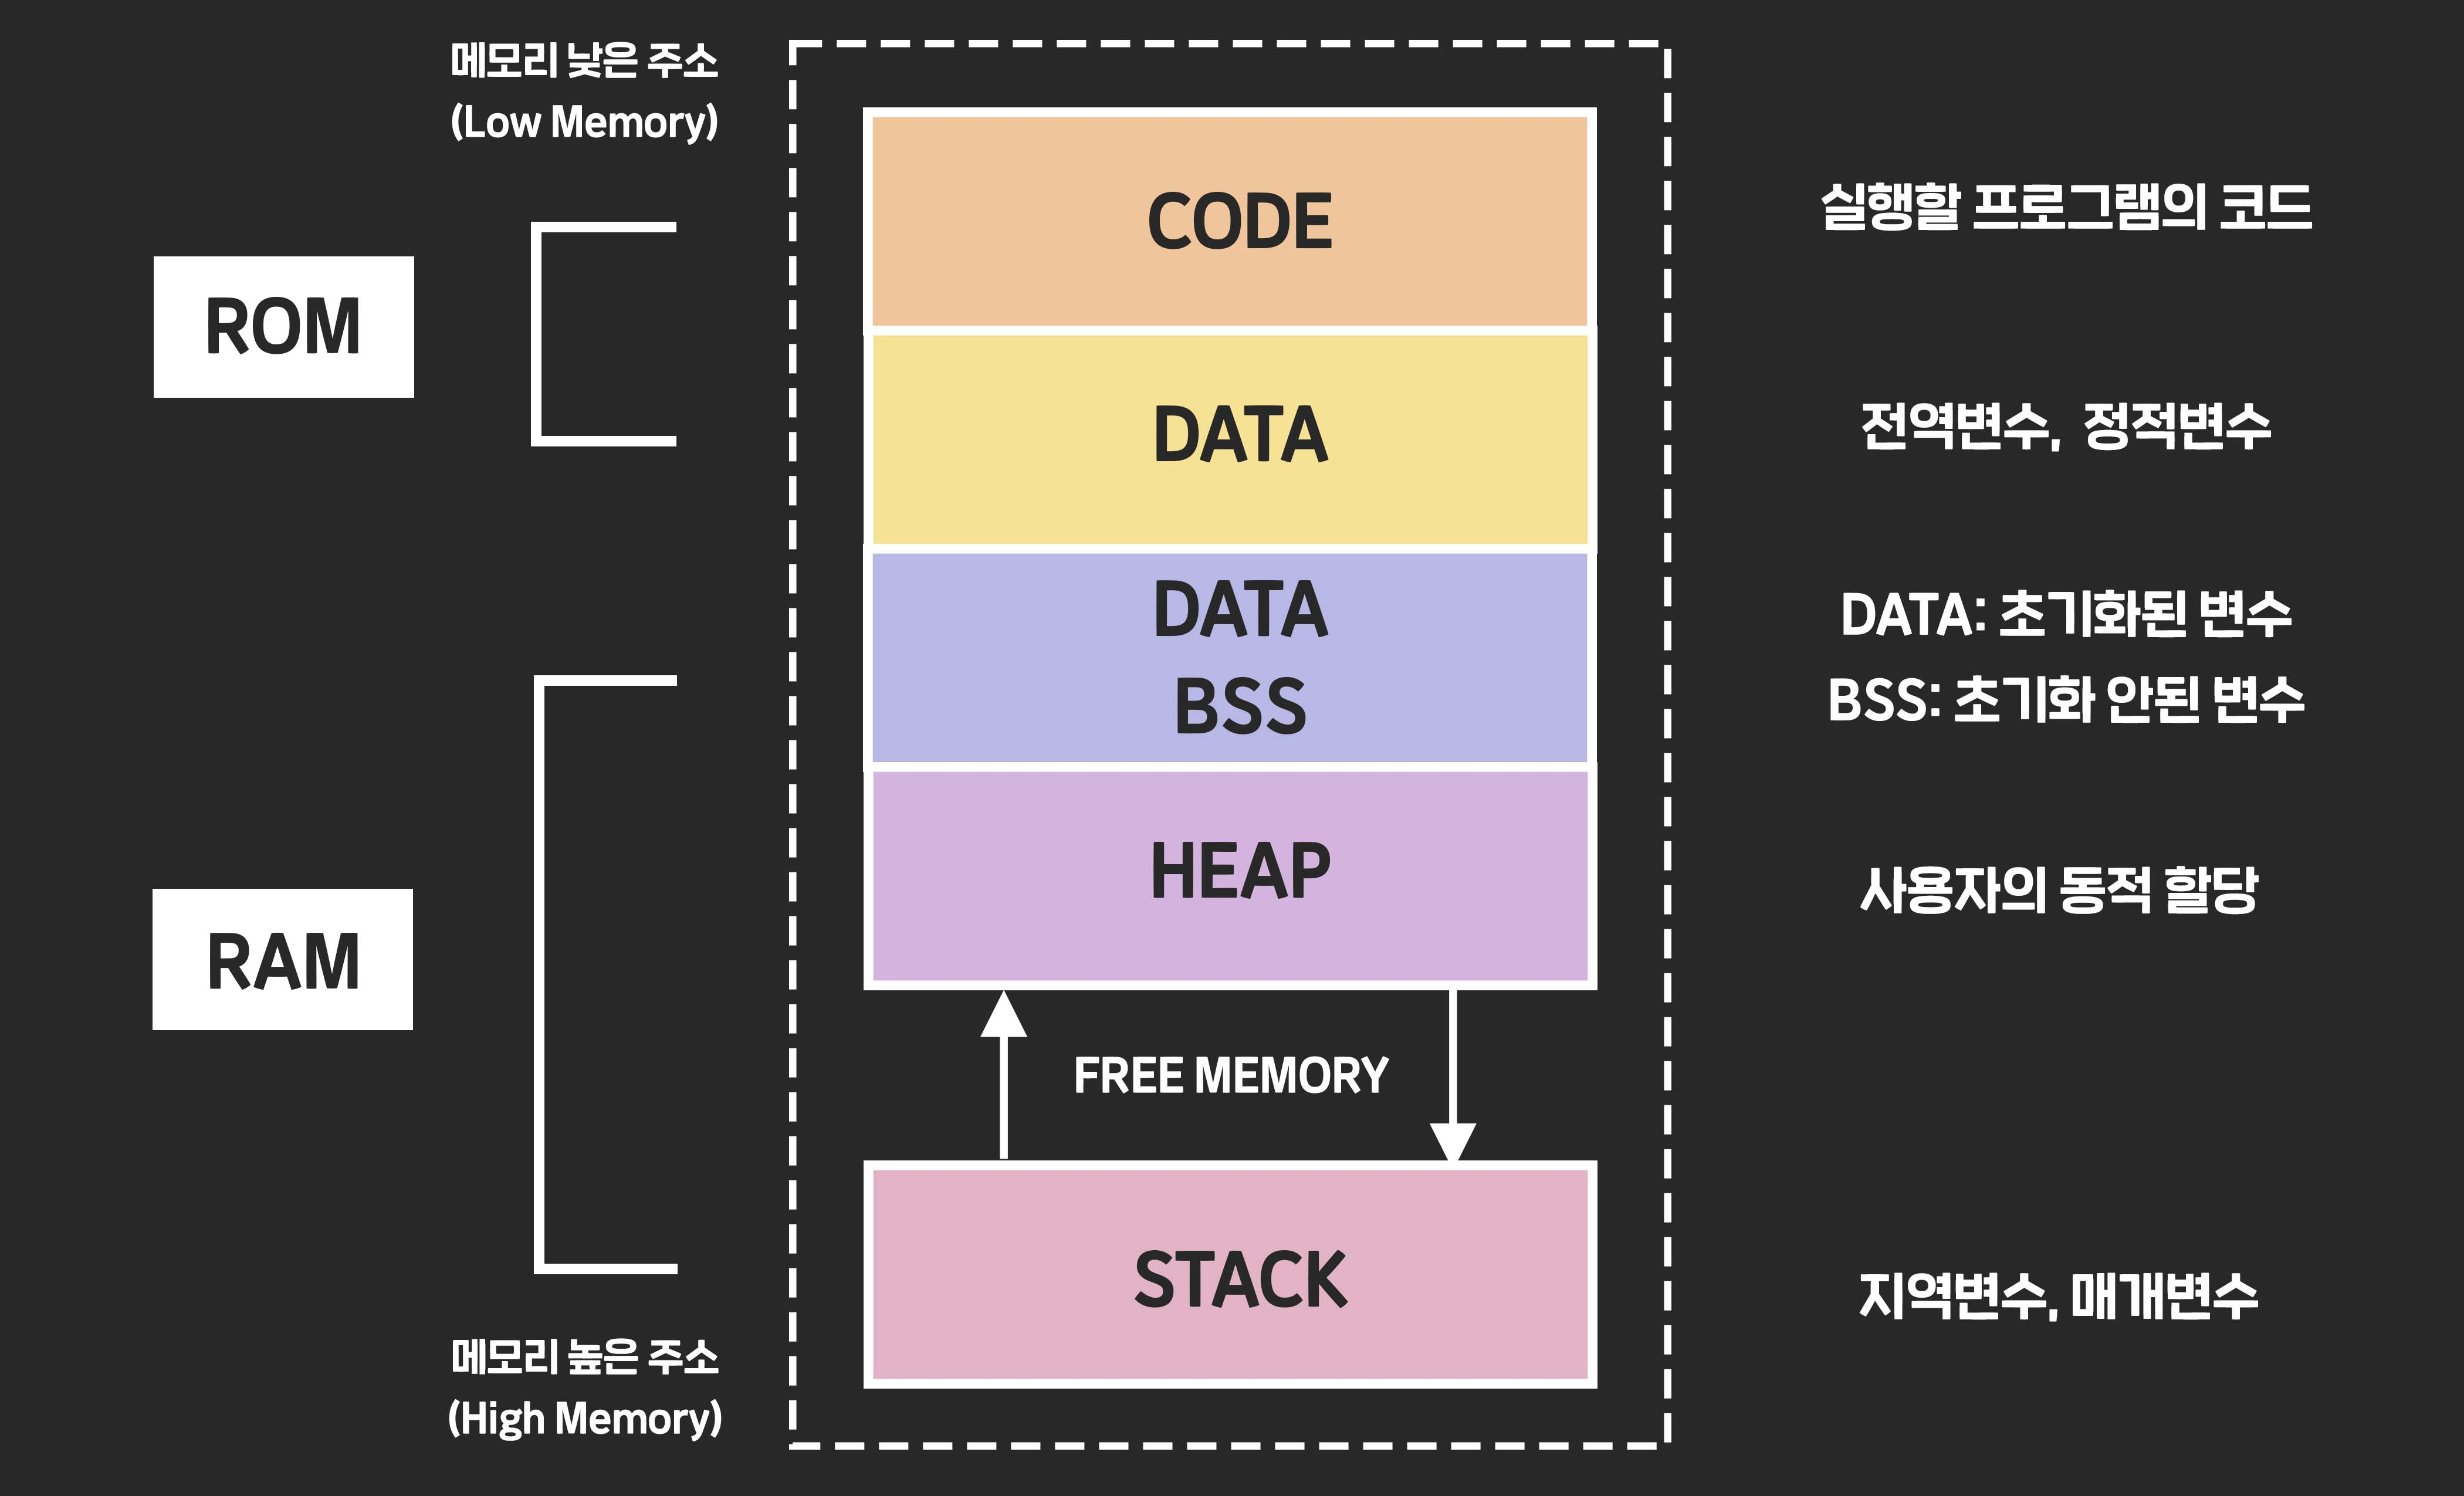 메모리 낮은 주소
(Low Memory)
CODE
실행할 프로그램의 코드
ROM
DATA
전역변수, 정적변수
DATA
BSS
DATA: 초기화된 변수
BSS: 초기화 안된 변수
HEAP
사용자의 동적 할당
RAM
FREE MEMORY
STACK
지역변수, 매개변수
메모리 높은 주소
(High Memory)